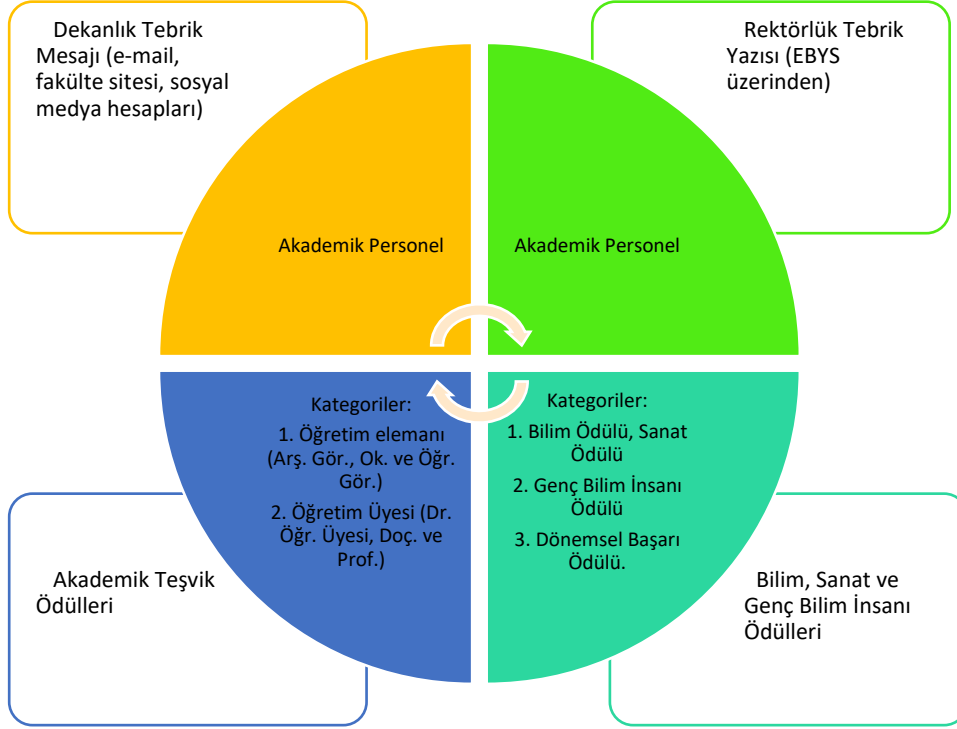 Dekanlık Tebrik
Mesajı (e-mail,
fakülte sitesi, sosyal
medya hesapları)
Rektörlük Tebrik
Yazısı (EBYS
üzerinden)
Akademik Personel
Akademik Personel
Kategoriler:
1. Öğretim elemanı
(Arş. Gör., Ok. ve Öğr.
Gör.)
2. Öğretim Üyesi (Dr.
Öğr. Üyesi, Doç. ve
Prof.)
Kategoriler:
1. Bilim Ödülü, Sanat
Ödülü
2. Genç Bilim İnsanı
Ödülü
3. Dönemsel Başarı
Ödülü.
Akademik Teşvik
Ödülleri
Bilim, Sanat ve
Genç Bilim İnsanı
Ödülleri